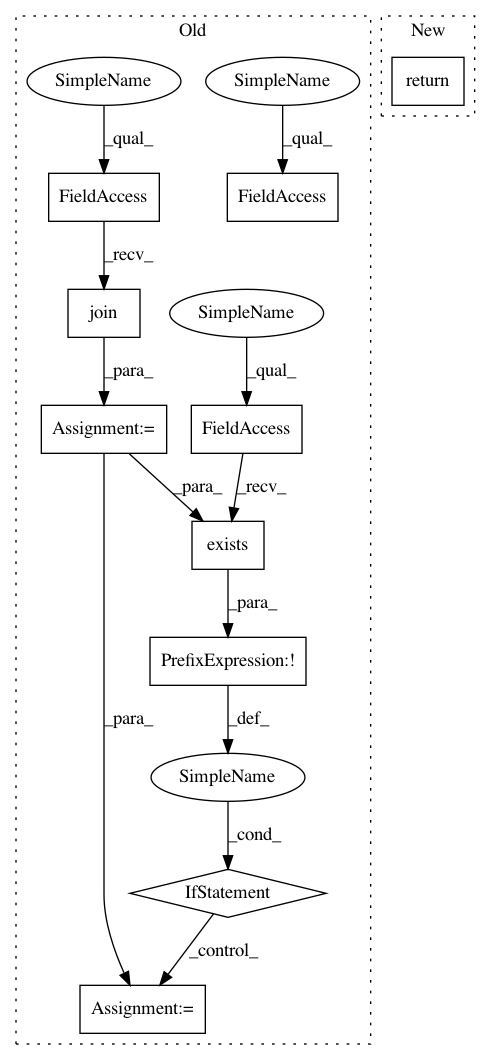 Old
New
SimpleName
SimpleName
return
_qual_
_qual_
FieldAccess
FieldAccess
_recv_
join
SimpleName
_para_
_qual_
Assignment:=
FieldAccess
_para_
_recv_
exists
_para_
PrefixExpression:!
_para_
_def_
SimpleName
_cond_
IfStatement
_control_
Assignment:=